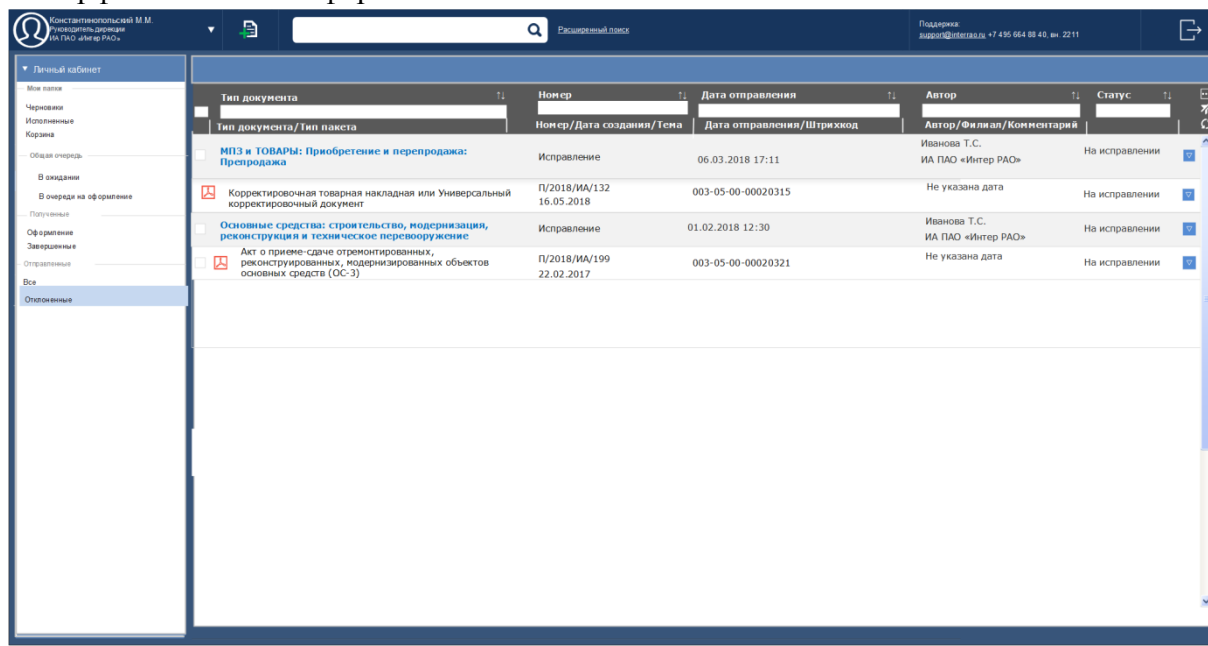 Константинопольский М.М.
Руководитель дирекции
ИА ПАО «Интер РАО»
Расширенный поиск
Поддержка:
support@interrao.ru +7 495 664 88 40, вн. 2211
Личный кабинет
Мои папки
Черновики
Исполненные
Корзина
Общая очередь
В ожидании
В очереди на оформление
Полученные
Оформление
Завершенные
Отправленные
Все
Отклоненные
Тип документа
Номер
Дата отправления
Автор
Статус
Тип документа/Тип пакета
Номер/Дата создания/Тема
Дата отправления/Штрихкод
Автор/Филиал/Комментарий
МПЗ и ТОВАРЫ: Приобретение и перепродажа:
Препродажа
Исправление
06.03.2018 17:11
Иванова Т.С.
ИА ПАО «Интер РАО»
На исправлении
Корректировочная товарная накладная или Универсальный
корректировочный документ
П/2018/ИА/132
16.05.2018
003-05-00-00020315
Не указана дата
На исправлении
Основные средства: строительство, модернизация,
реконструкция и техническое перевооружение
Исправление
01.02.2018 12:30
Иванова Т.С.
ИА ПАО «Интер РАО»
На исправлении
Акт о приеме-сдаче отремонтированных,
реконструированных, модернизированных объектов
основных средств (ОС-3)
П/2018/ИА/199
22.02.2017
003-05-00-00020321
Не указана дата
На исправлении